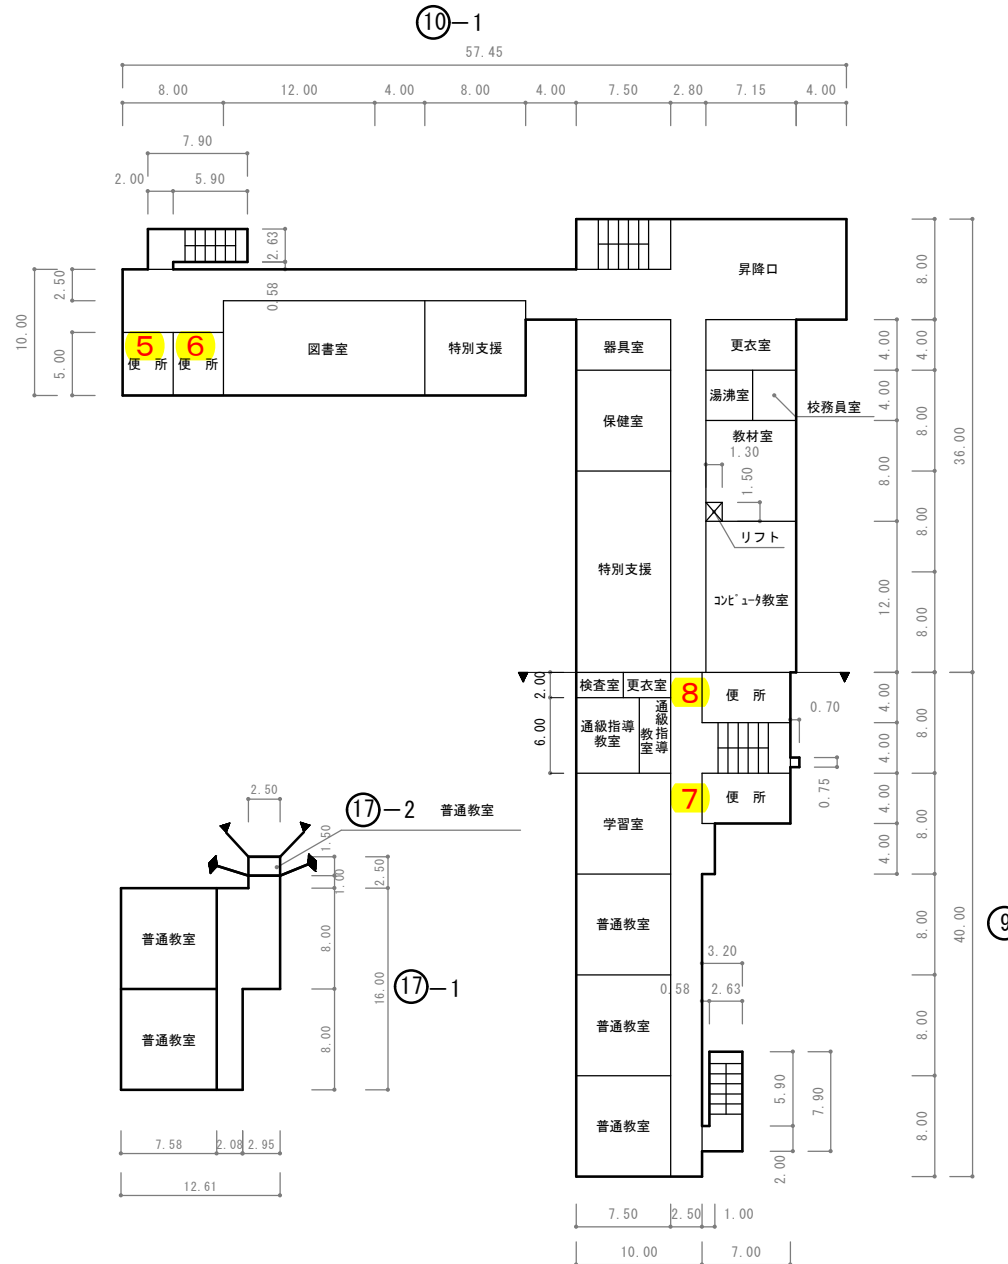 ⑩-1
57.45
8.00 12.00 4.00 8.00 4.00 7.50 2.80 7.15 4.00
7.90
2.00 5.90
2.63
0.58
2.50
10.00
5.00
5 便 所
6 便 所
図書室
特別支援
昇降口
器具室
更衣室
保健室
湯沸室
校務員室
教材室
1.30
1.50
リフト
特別支援
コンピュータ教室
8.00
4.00
4.00
4.00
8.00
8.00
8.00
12.00
8.00
36.00
2.00
6.00
検査室
更衣室
8
便 所
通級指導
教室
通級指導
教室
0.70
0.75
7
便 所
学習室
4.00
4.00
4.00
4.00
8.00
8.00
8.00
8.00
8.00
40.00
⑨
普通教室
3.20
0.58 2.63
普通教室
普通教室
5.90
7.90
2.00
7.50 2.50 1.00
10.00 7.00
2.50
⑰-2 普通教室
1.50
2.50
1.00
普通教室
8.00
16.00
⑰-1
普通教室
8.00
7.58 2.08 2.95
12.61